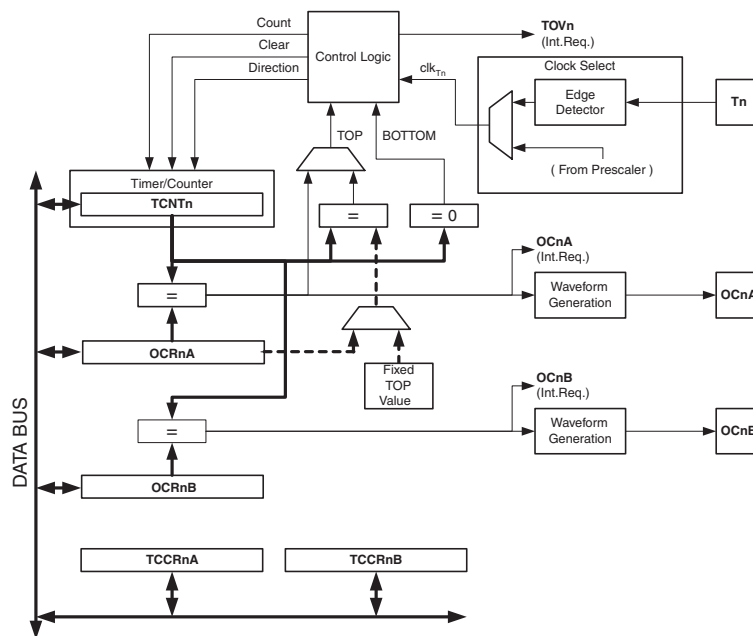 Count
Clear
Direction
Control Logic
TOVn
(Int.Req.)
clkTn
Clock Select
Edge
Detector
Tn
( From Prescaler )
TOP
BOTTOM
Timer/Counter
TCNTn
=
= 0
OCnA
(Int.Req.)
=
Waveform
Generation
OCnA
OCRnA
Fixed
TOP
Value
OCnB
(Int.Req.)
=
Waveform
Generation
OCnB
OCRnB
DATA BUS
TCCRnA
TCCRnB